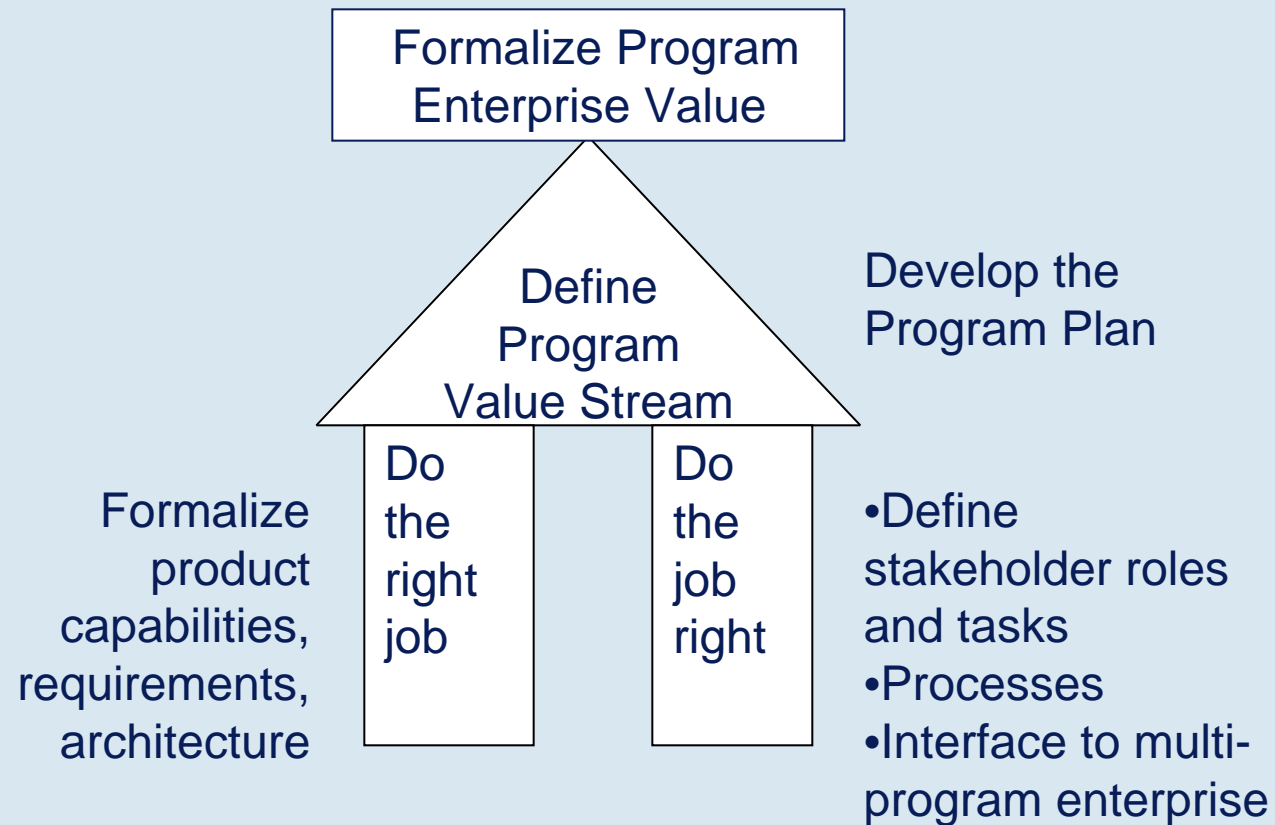 Formalize Program
Enterprise Value
Define
Program
Value Stream
Develop the
Program Plan
Formalize
product
capabilities,
requirements,
architecture
Do
the
right
job
Do
the
job
right
•Define
stakeholder roles
and tasks
•Processes
•Interface to multi-
program enterprise